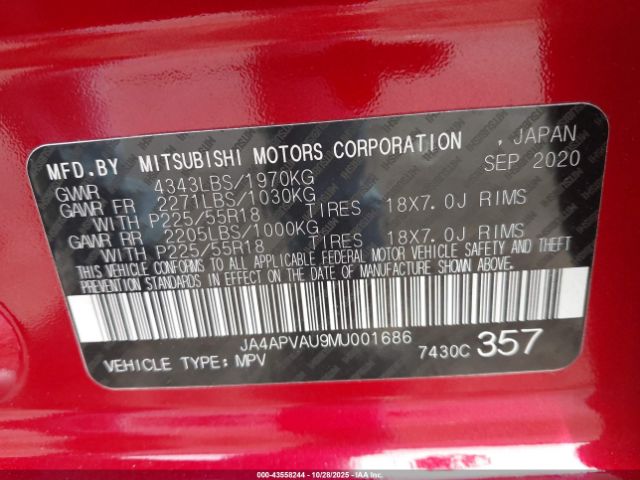 MFD.BY MITSUBISHI MOTORS CORPORATION , JAPAN
SEP 2020
GVWR 4343LBS/1970KG
GAWR FR 2271LBS/1030KG
WITH P225/55R18 TIRES 18X7.0J RIMS
GAWR RR 2205LBS/1000KG
WITH P225/55R18 TIRES 18X7.0J RIMS
THIS VEHICLE CONFORMS TO ALL APPLICABLE FEDERAL MOTOR VEHICLE SAFETY AND THEFT
PREVENTION STANDARDS IN EFFECT ON THE DATE OF MANUFACTURE SHOWN ABOVE.
JA4APVAU9MU001686
VEHICLE TYPE: MPV 7430C 357
000-43558244 - 10/28/2025 - IAA Inc.